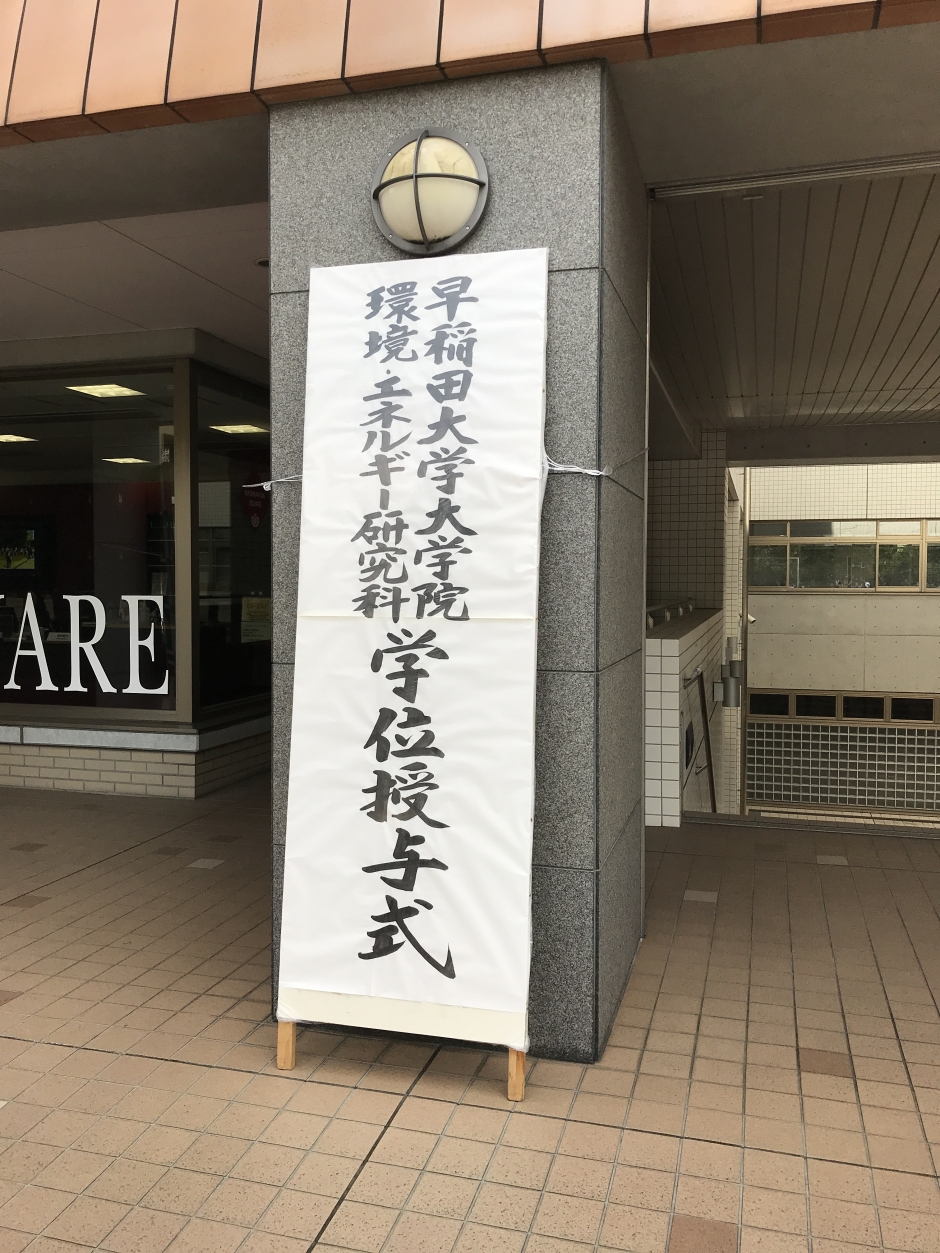 早稲田大学大学院
環境・エネルギー研究科
学位授与式
ARE